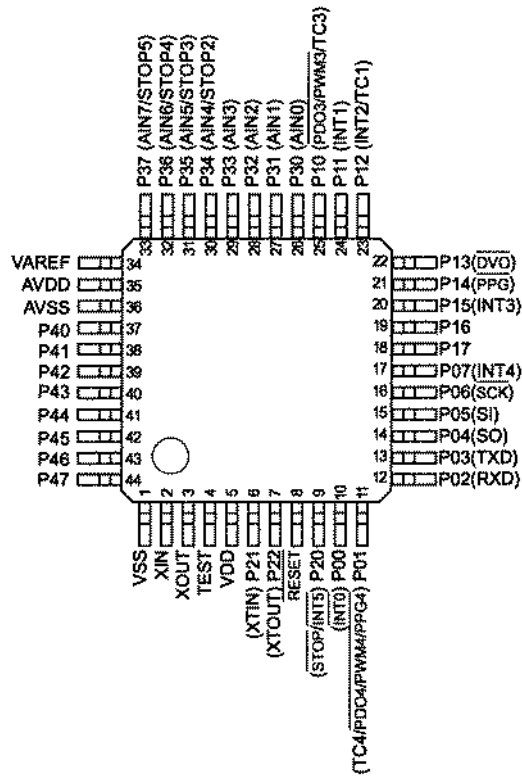 P37 (AIN7/STOP5)
P36 (AIN6/STOP4)
P35 (AIN5/STOP3)
P34 (AIN4/STOP2)
P33 (AIN3)
P32 (AIN2)
P31 (AIN1)
P30 (AIN0)
P10 (PDO3/PWM3/TC3)
P11 (INT1)
P12 (INT2/TC1)
33 32 31 30 29 28 27 26 25 24 23
VAREF 34
AVDD 35
AVSS 36
P40 37
P41 38
P42 39
P43 40
P44 41
P45 42
P46 43
P47 44
22 P13(DVO)
21 P14(PPG)
20 P15(INT3)
19 P16
18 P17
17 P07(INT4)
16 P06(SCK)
15 P05(SI)
14 P04(SO)
13 P03(TXD)
12 P02(RXD)
1 2 3 4 5 6 7 8 9 10 11
VSS
XIN
XOUT
TEST
VDD
(XTIN) P21
(XTOUT) P22
RESET
(STOP/INT5) P20
(INT0) P00
(TC4/PDO4/PWM4/PPG4) P01